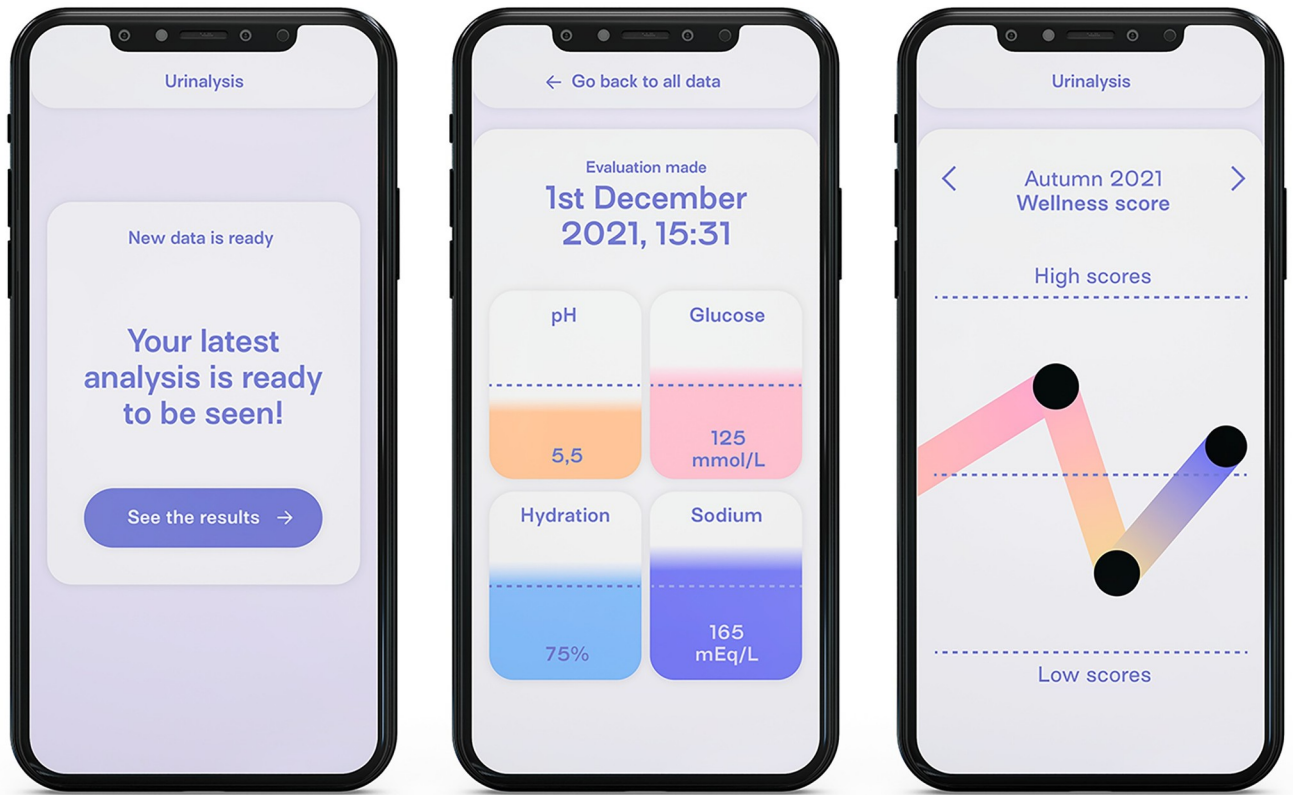 Urinalysis
New data is ready
Your latest
analysis is ready
to be seen!
See the results →
← Go back to all data
Evaluation made
1st December
2021, 15:31
pH
5,5
Glucose
125
mmol/L
Hydration
75%
Sodium
165
mEq/L
Urinalysis
Autumn 2021
Wellness score
High scores
Low scores